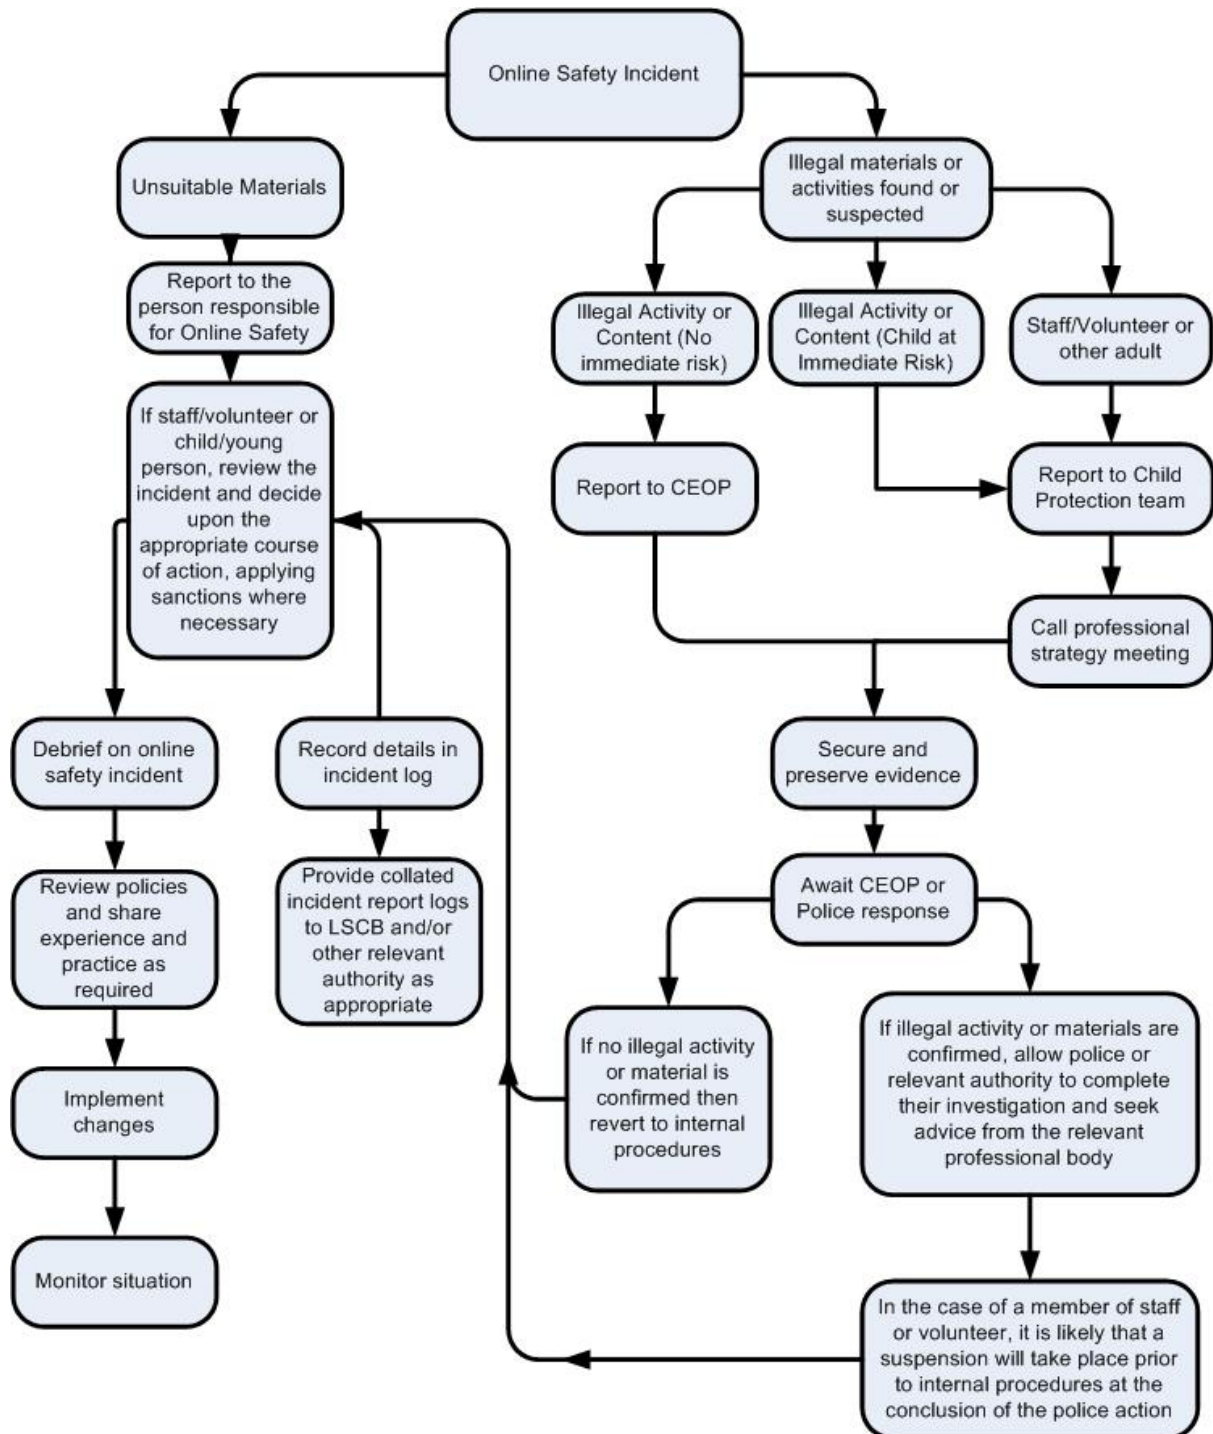 Online Safety Incident
Unsuitable Materials
Report to the
person responsible
for Online Safety
If staff/volunteer or
child/young
person, review the
incident and decide
upon the
appropriate course
of action, applying
sanctions where
necessary
Debrief on online
safety incident
Review policies
and share
experience and
practice as
required
Implement
changes
Monitor situation
Record details in
incident log
Provide collated
incident report logs
to LSCB and/or
other relevant
authority as
appropriate
Illegal materials or
activities found or
suspected
Illegal Activity or
Content (No
immediate risk)
Illegal Activity or
Content (Child at
Immediate Risk)
Staff/Volunteer or
other adult
Report to CEOP
Report to Child
Protection team
Call professional
strategy meeting
Secure and
preserve evidence
Await CEOP or
Police response
If no illegal activity
or material is
confirmed then
revert to internal
procedures
If illegal activity or materials are
confirmed, allow police or
relevant authority to complete
their investigation and seek
advice from the relevant
professional body
In the case of a member of staff
or volunteer, it is likely that a
suspension will take place prior
to internal procedures at the
conclusion of the police action